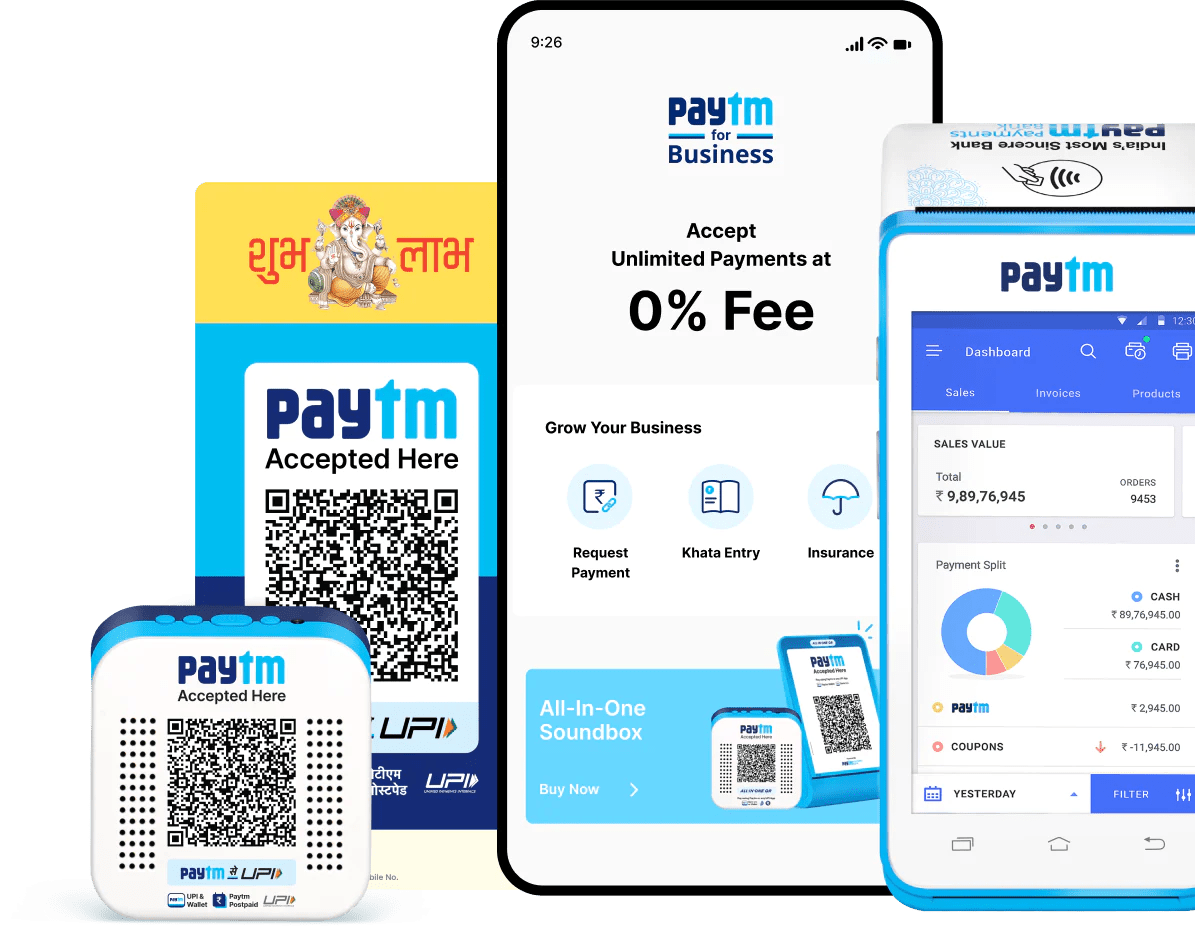 शुभ लाभ
paytm
Accepted Here
UPI
UPI
bile No.
paytm
Accepted Here
paytm से UPI
UPI & Wallet
Paytm Postpaid
UPI
9:26
paytm
for
Business
Accept
Unlimited Payments at
0% Fee
Grow Your Business
Request
Payment
Khata Entry
Insurance
All-In-One
Soundbox
Buy Now
paytm
Accepted Here
ALL IN ONE QR
paytm
paytm
Payments
Bank
India's Most Sincere Bank
paytm
12:30
Dashboard
Sales
Invoices
Products
SALES VALUE
Total
₹ 9,89,76,945
ORDERS
9453
Payment Split
CASH
₹ 89,76,945.00
CARD
₹ 76,945.00
paytm
₹ 2,945.00
COUPONS
₹ -11,945.00
YESTERDAY
FILTER